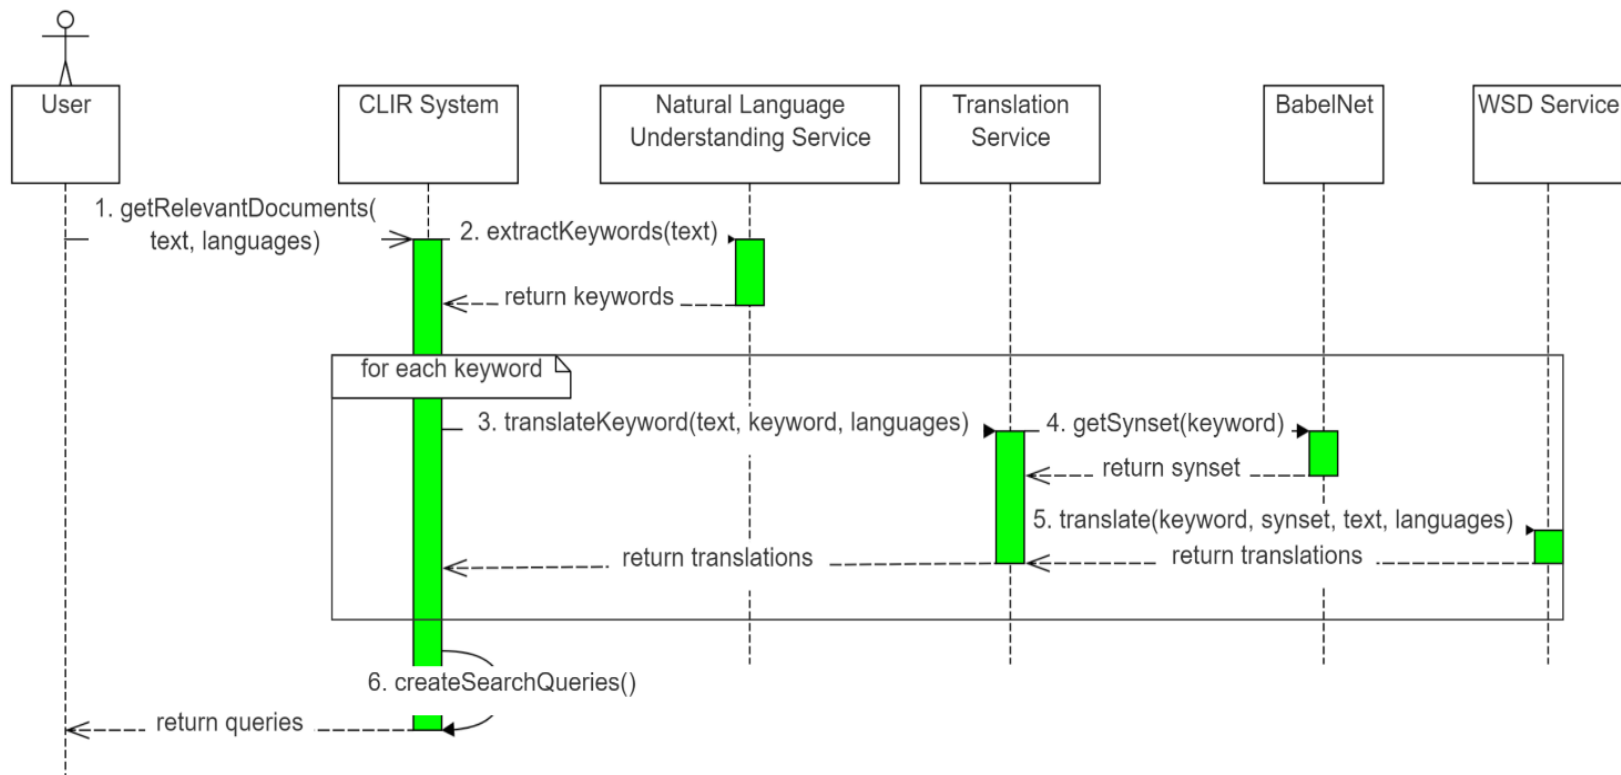 User
CLIR System
Natural Language
Understanding Service
Translation
Service
BabelNet
WSD Service
1. getRelevantDocuments(
text, languages)
2. extractKeywords(text)
return keywords
for each keyword
3. translateKeyword(text, keyword, languages)
4. getSynset(keyword)
return synset
5. translate(keyword, synset, text, languages)
return translations
return translations
6. createSearchQueries()
return queries